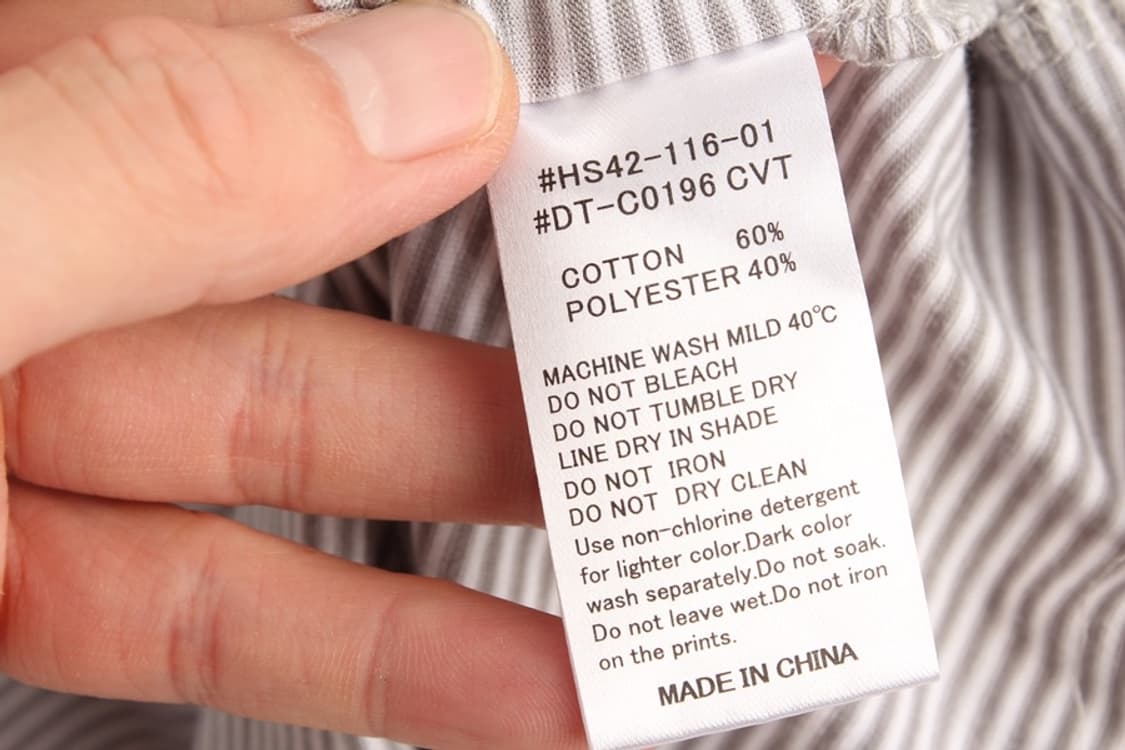 #HS42-116-01
#DT-C0196 CVT
COTTON 60%
POLYESTER 40%
MACHINE WASH MILD 40℃
DO NOT BLEACH
DO NOT TUMBLE DRY
LINE DRY IN SHADE
DO NOT IRON
DO NOT DRY CLEAN
Use non-chlorine detergent
for lighter color.Dark color
wash separately.Do not soak.
Do not leave wet.Do not iron
on the prints.
MADE IN CHINA